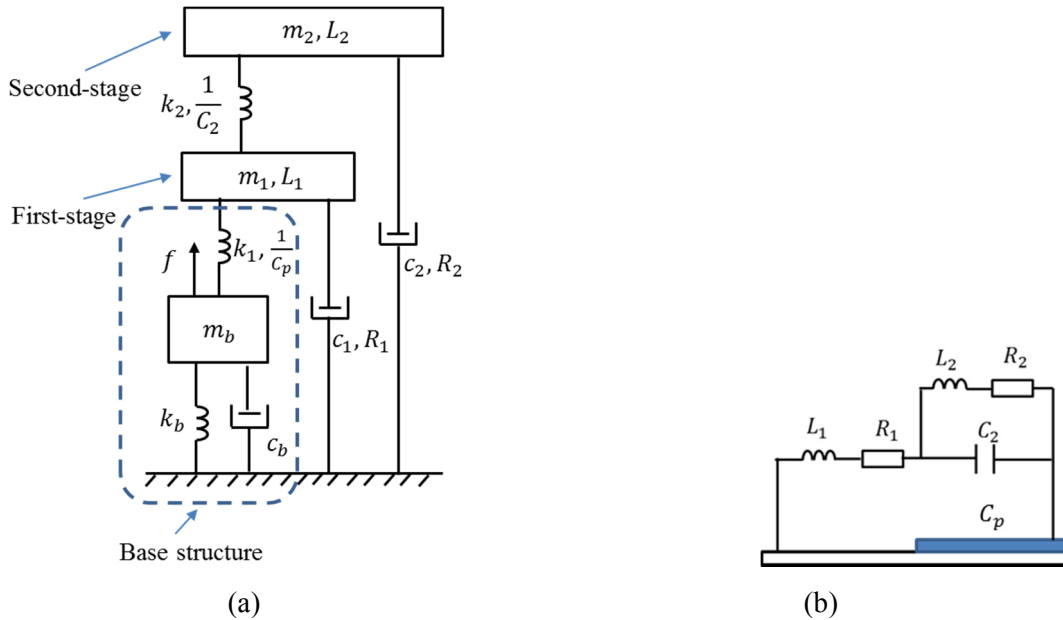 m₂, L₂
Second-stage
k₂, 1/C₂
m₁, L₁
First-stage
f
k₁, 1/Cₚ
c₂, R₂
m_b
c₁, R₁
k_b
c_b
Base structure
(a)
L₂
R₂
L₁
R₁
C₂
Cₚ
(b)